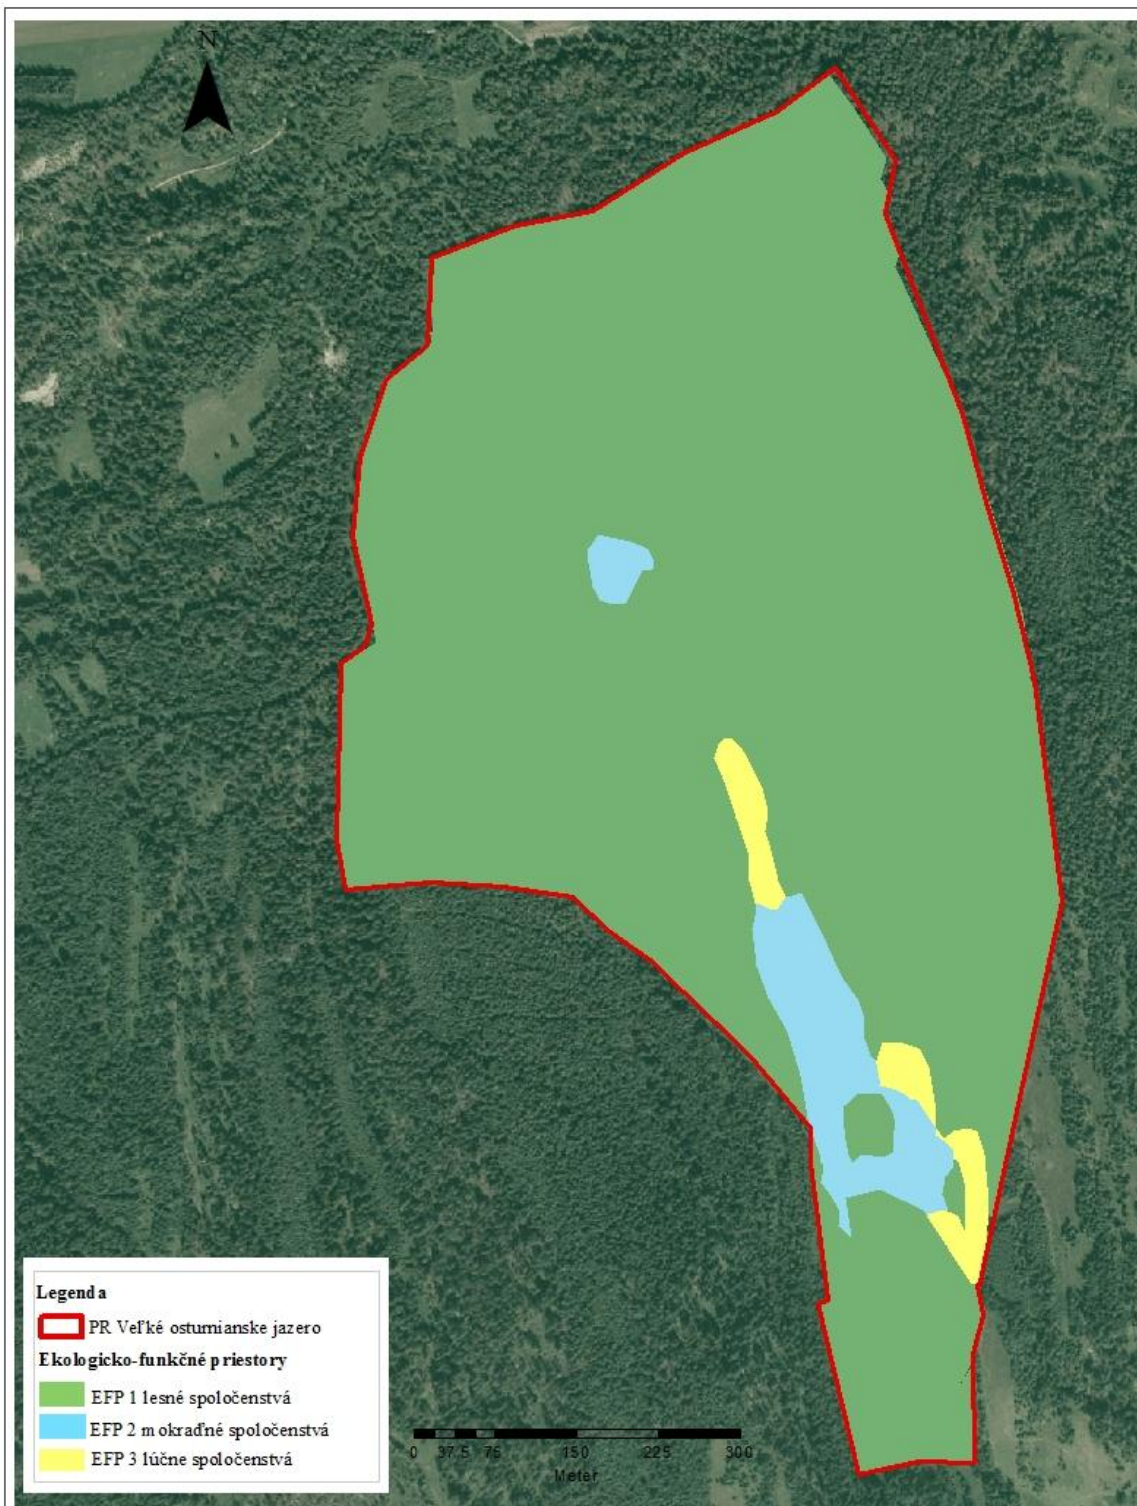 N
Legenda
PR Veľké osturnianske jazero
Ekologicko-funkčné priestory
EFP 1 lesné spoločenstvá
EFP 2 mokraďné spoločenstvá
EFP 3 lúčne spoločenstvá
0 37.5 75 150 225 300
Meter